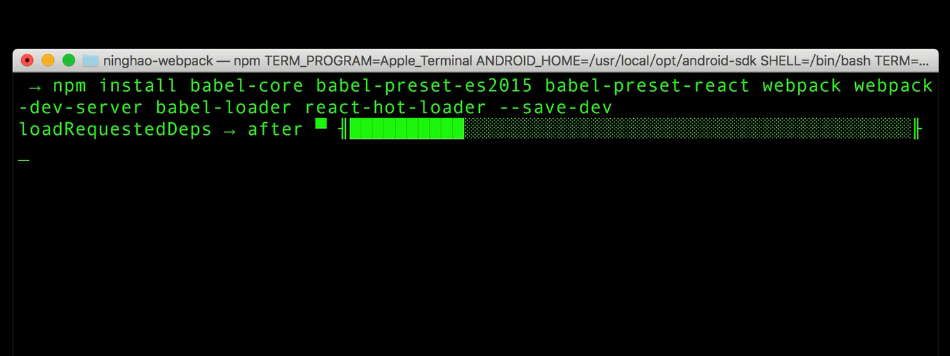 ninghao-webpack — npm TERM_PROGRAM=Apple_Terminal ANDROID_HOME=/usr/local/opt/android-sdk SHELL=/bin/bash TERM=...
→ npm install babel-core babel-preset-es2015 babel-preset-react webpack webpack
-dev-server babel-loader react-hot-loader --save-dev
loadRequestedDeps → after ▀ ╢███████████░░░░░░░░░░░░░░░░░░░░░░░░░░░░░░░░░░░░░░░╟
_